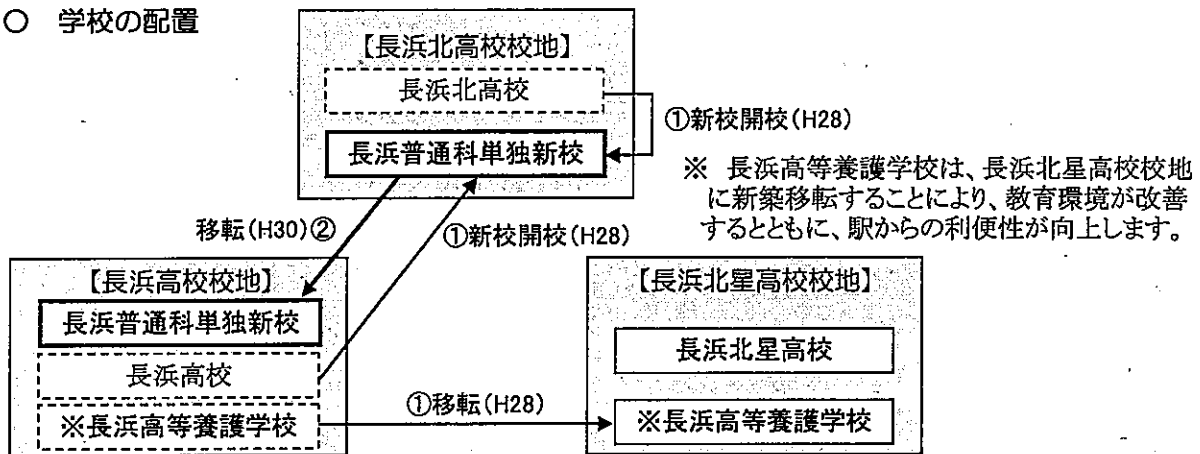 ○ 学校の配置
【長浜北高校校地】
長浜北高校
①新校開校(H28)
長浜普通科単独新校
※ 長浜高等養護学校は、長浜北星高校校地
に新築移転することにより、教育環境が改善
するとともに、駅からの利便性が向上します。
移転(H30)②
①新校開校(H28)
【長浜高校校地】
長浜普通科単独新校
長浜高校
※長浜高等養護学校
①移転(H28)
【長浜北星高校校地】
長浜北星高校
※長浜高等養護学校